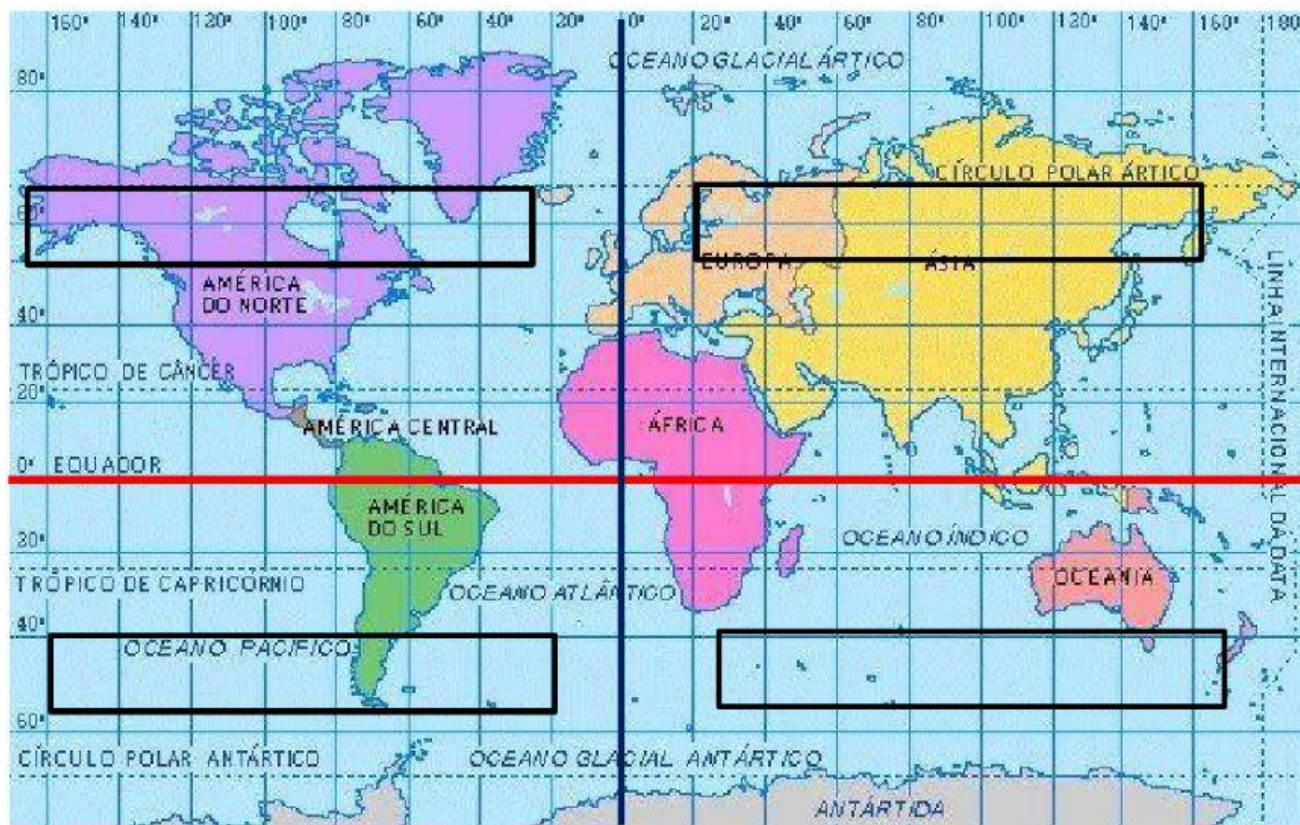 160° 140° 100° 80° 40° 20° 0° 20° 60° 80° 100° 120° 140° 160° 180°
OCEANO GLACIAL ÁRTICO
80°
CÍRCULO POLAR ÁRTICO
60°
EUROPA
ÁSIA
AMÉRICA
DO NORTE
LINHA INTERNACIONAL DA DATA
40°
TRÓPICO DE CÂNCER
20°
AMÉRICA CENTRAL
ÁFRICA
0° EQUADOR
AMÉRICA
DO SUL
OCEANO ÍNDICO
20°
TRÓPICO DE CAPRICÓRNIO
OCEANO ATLÂNTICO
OCEANIA
40°
OCEANO PACÍFICO
60°
CÍRCULO POLAR ANTÁRTICO
OCEANO GLACIAL ANTÁRTICO
ANTÁRTIDA